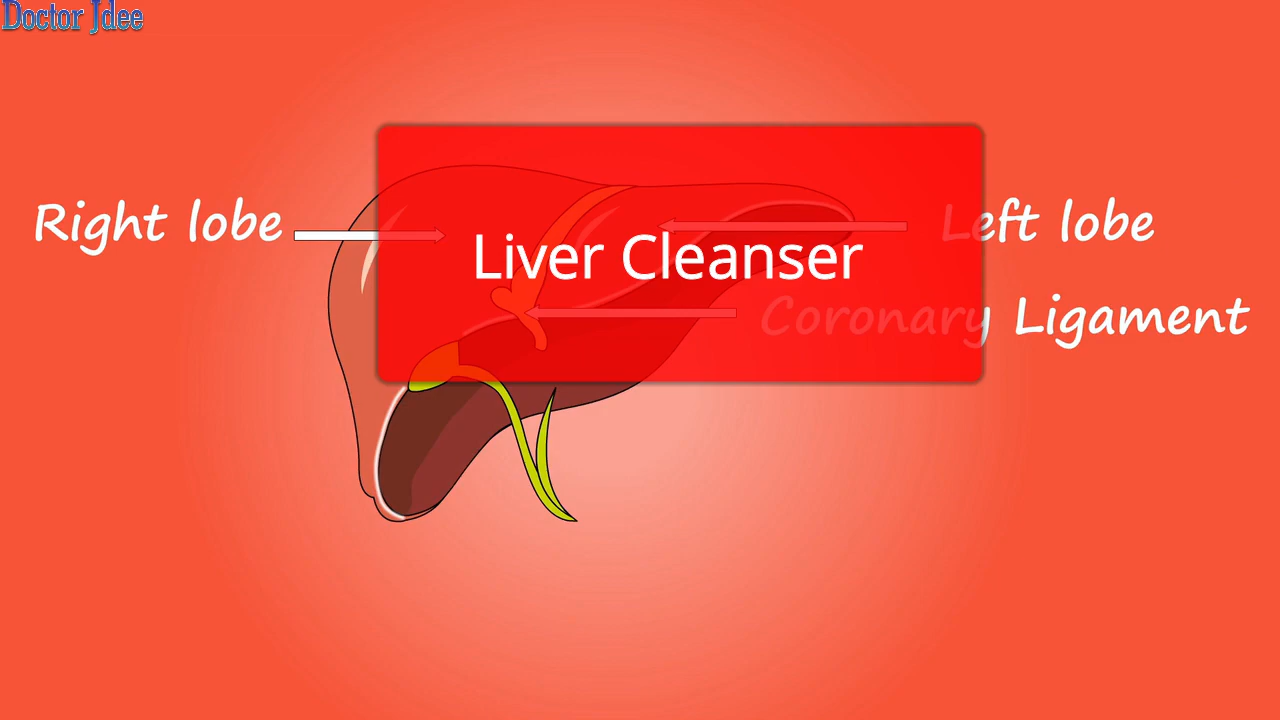 Doctor Jdee
Right lobe
Left lobe
Liver Cleanser
Coronary Ligament